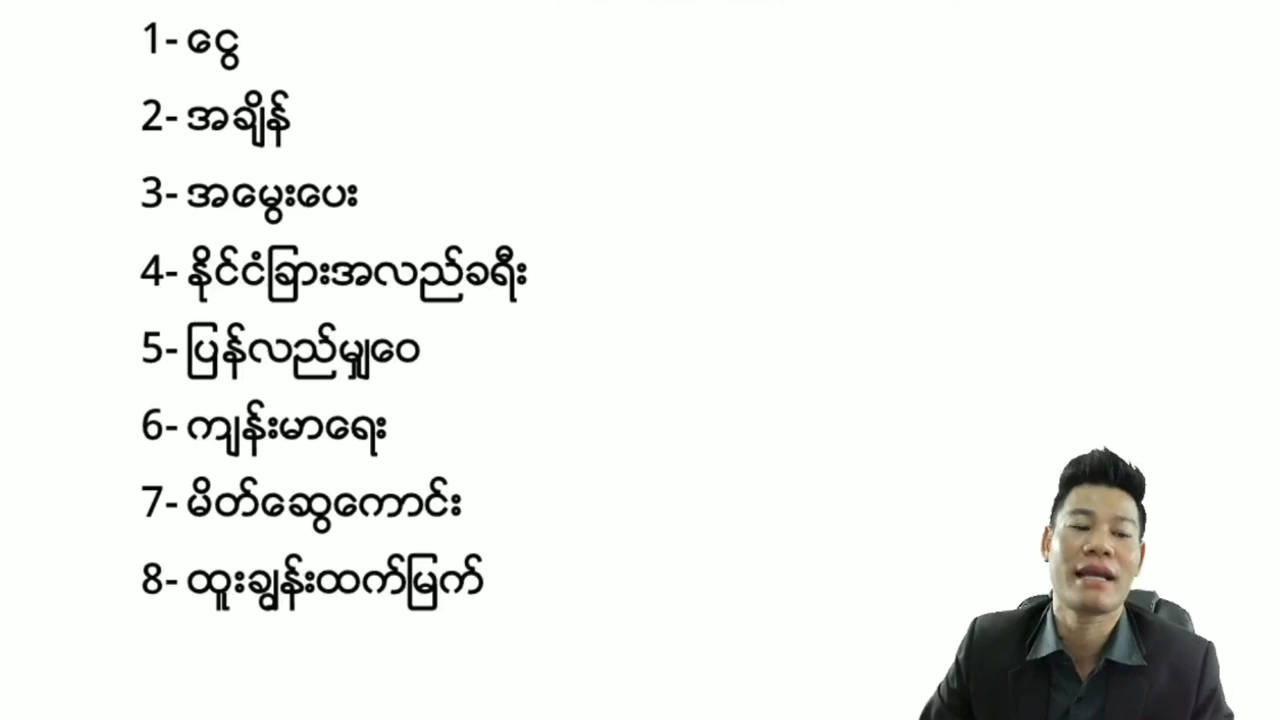 1- ငွေ
2- အချိန်
3- အမွေးပေး
4- နိုင်ငံခြားအလည်ခရီး
5- ပြန်လည်မျှဝေ
6- ကျန်းမာရေး
7- မိတ်ဆွေကောင်း
8- ထူးချွန်ထက်မြက်